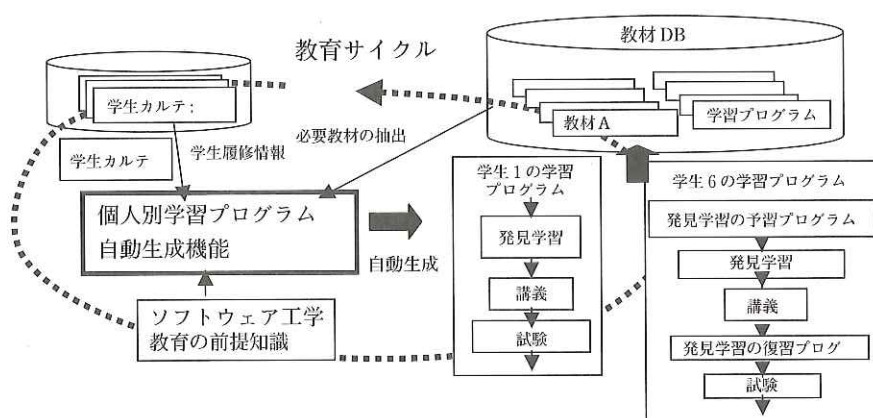 教育サイクル
教材 DB
学生カルテ:
学習プログラム
教材 A
学生カルテ
学生履修情報
必要教材の抽出
学生 1 の学習
プログラム
学生 6 の学習プログラム
個人別学習プログラム
自動生成機能
自動生成
発見学習
講義
試験
発見学習の予習プログラム
発見学習
講義
発見学習の復習プログ
試験
ソフトウェア工学
教育の前提知識